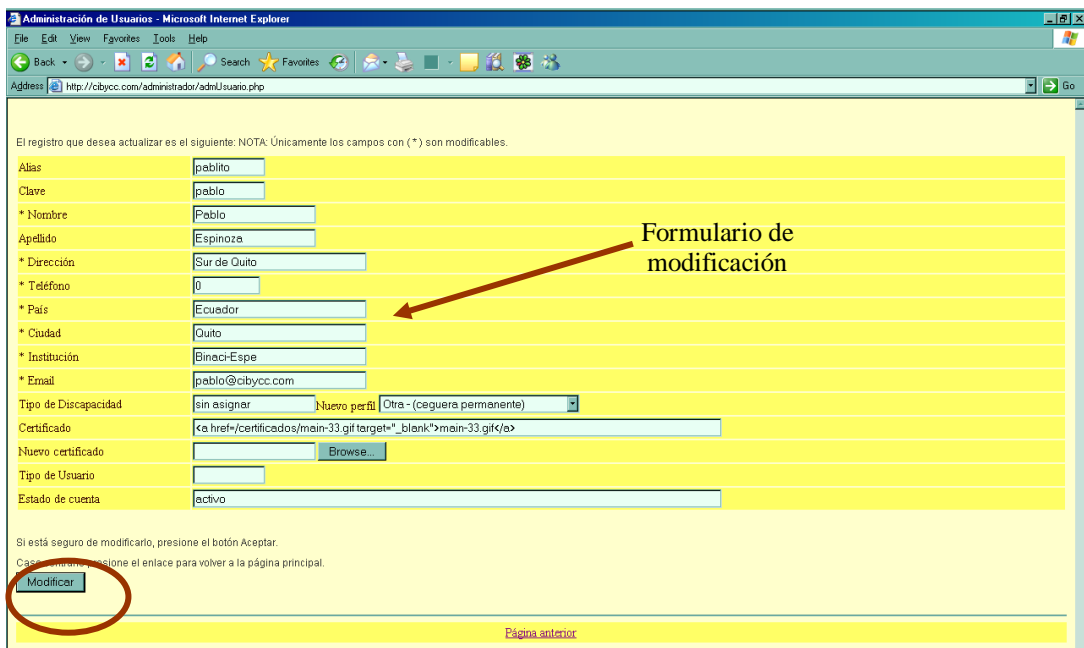 Administración de Usuarios - Microsoft Internet Explorer
File Edit View Favorites Tools Help
Back Search Favorites
Address http://cibycc.com/administrador/admUsuario.php Go
El registro que desea actualizar es el siguiente: NOTA: Únicamente los campos con (*) son modificables.
Alias pablito
Clave pablo
* Nombre Pablo
Apellido Espinoza
Formulario de
modificación
* Dirección Sur de Quito
* Teléfono 0
* País Ecuador
* Ciudad Quito
* Institución Binaci-Espe
* Email pablo@cibycc.com
Tipo de Discapacidad sin asignar Nuevo perfil Otra - (ceguera permanente)
Certificado <a href=/certificados/main-33.gif target="_blank">main-33.gif</a>
Nuevo certificado Browse...
Tipo de Usuario
Estado de cuenta activo
Si está seguro de modificarlo, presione el botón Aceptar.
Caso contrario presione el enlace para volver a la página principal.
Modificar
Página anterior